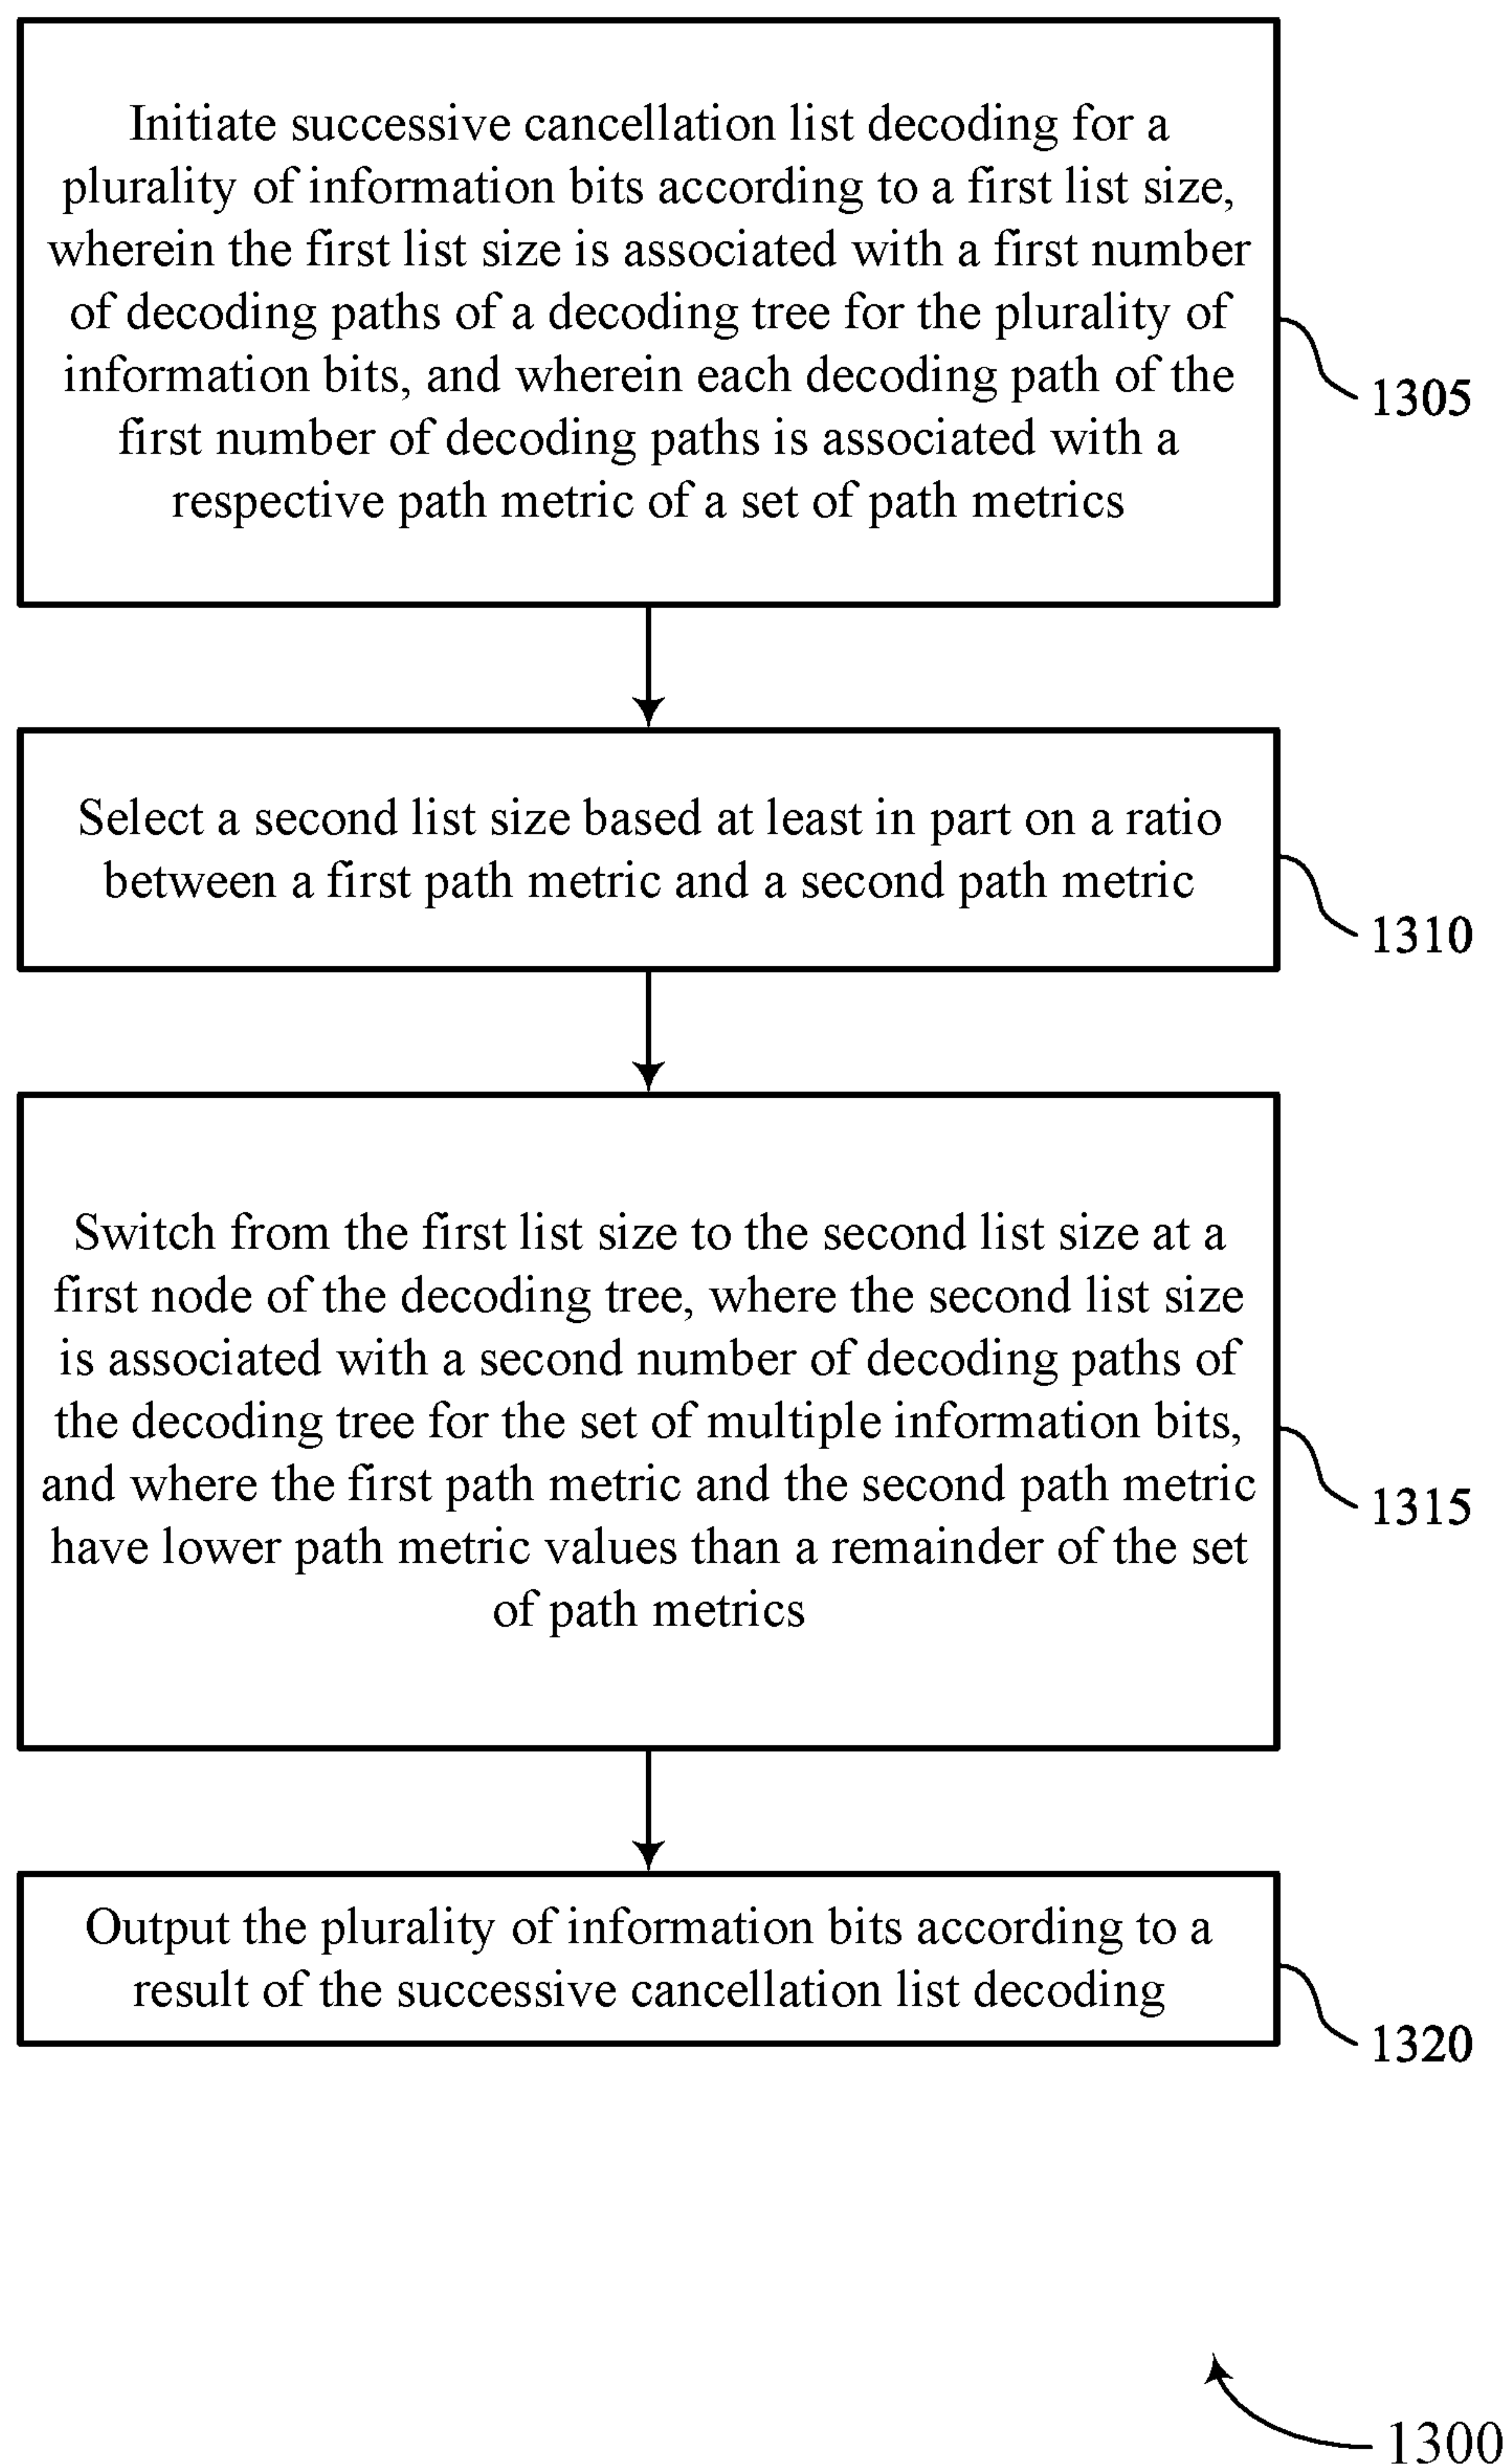 Initiate successive cancellation list decoding for a
plurality of information bits according to a first list size,
wherein the first list size is associated with a first number
of decoding paths of a decoding tree for the plurality of
information bits, and wherein each decoding path of the
first number of decoding paths is associated with a
respective path metric of a set of path metrics
1305
Select a second list size based at least in part on a ratio
between a first path metric and a second path metric
1310
Switch from the first list size to the second list size at a
first node of the decoding tree, where the second list size
is associated with a second number of decoding paths of
the decoding tree for the set of multiple information bits,
and where the first path metric and the second path metric
have lower path metric values than a remainder of the set
of path metrics
1315
Output the plurality of information bits according to a
result of the successive cancellation list decoding
1320
1300